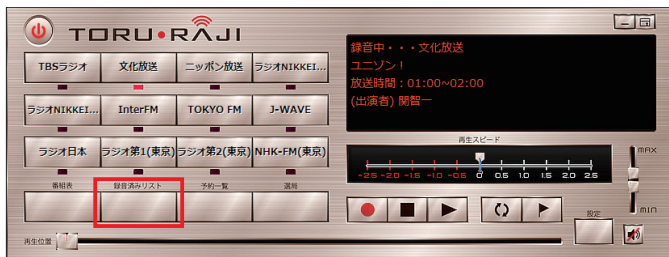 TORU•RAJI
TBSラジオ 文化放送 ニッポン放送 ラジオNIKKEI...
ラジオNIKKEI... InterFM TOKYO FM J-WAVE
ラジオ日本 ラジオ第1(東京) ラジオ第2(東京) NHK-FM(東京)
番組表 録音済みリスト 予約一覧 選局
再生位置
録音中・・・文化放送
ユニゾン！
放送時間：01:00~02:00
(出演者) 関智一
再生スピード
-2.5 -2.0 -1.5 -1.0 -0.5 0 0.5 1.0 1.5 2.0 2.5
MAX
MIN
設定